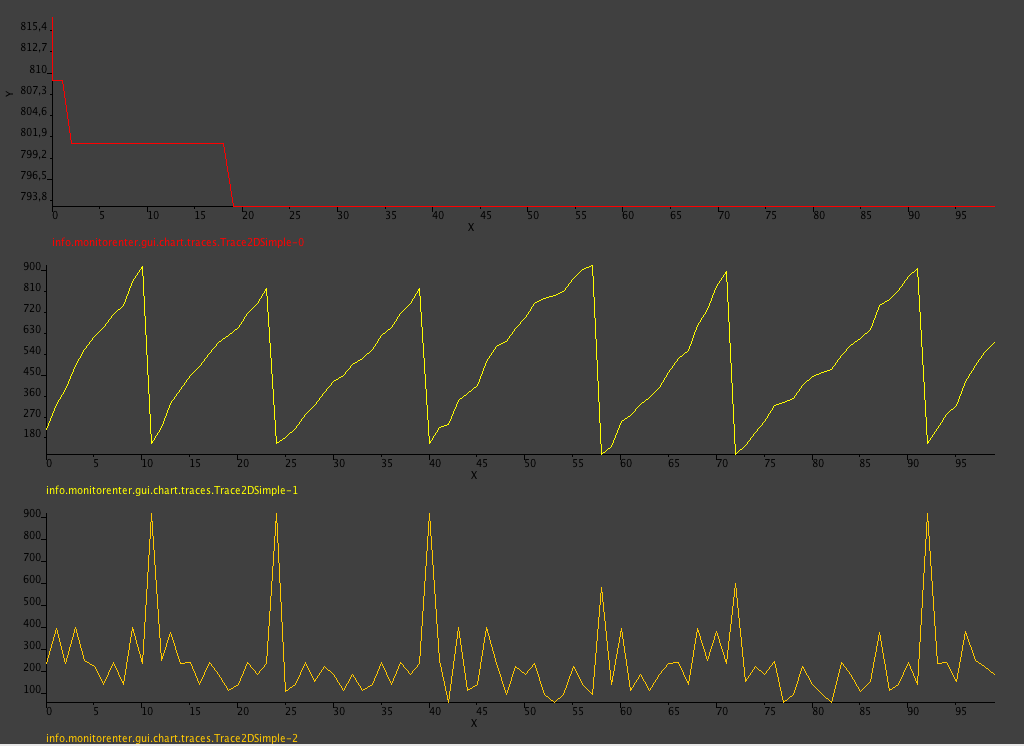 815,4
812,7
810
807,3
Y
804,6
801,9
799,2
796,5
793,8
0 5 10 15 20 25 30 35 40 45 50 55 60 65 70 75 80 85 90 95
X
info.monitorenter.gui.chart.traces.Trace2DSimple-0
900
810
720
630
540
450
360
270
180
0 5 10 15 20 25 30 35 40 45 50 55 60 65 70 75 80 85 90 95
X
info.monitorenter.gui.chart.traces.Trace2DSimple-1
900
800
700
600
500
400
300
200
100
0 5 10 15 20 25 30 35 40 45 50 55 60 65 70 75 80 85 90 95
X
info.monitorenter.gui.chart.traces.Trace2DSimple-2